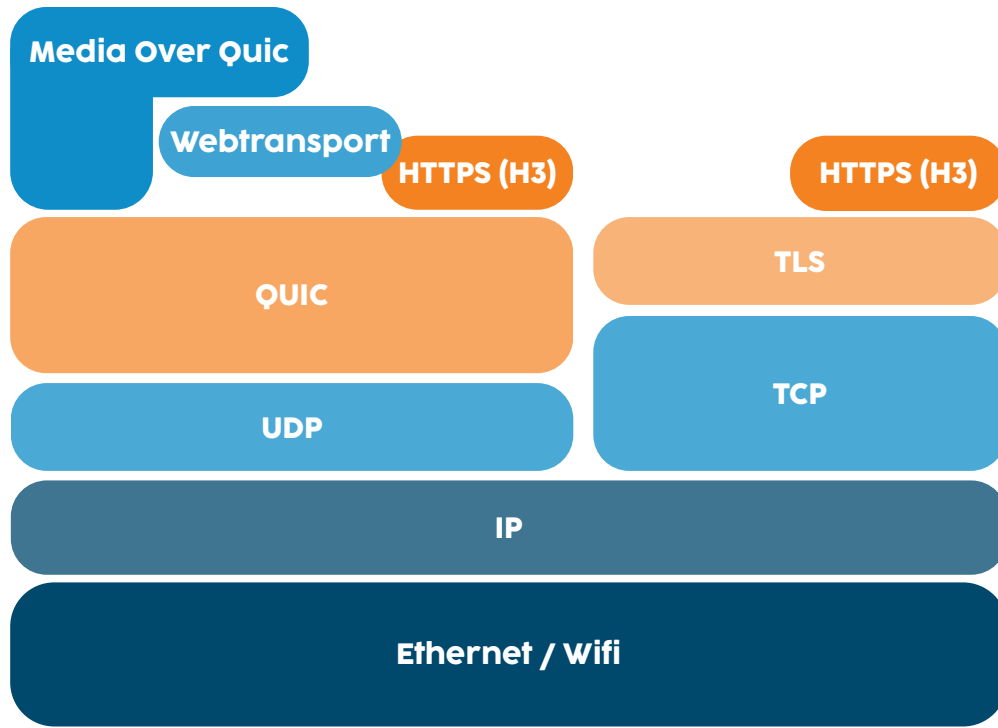 Media Over Quic
Webtransport
HTTPS (H3)
HTTPS (H3)
QUIC
TLS
UDP
TCP
IP
Ethernet / Wifi